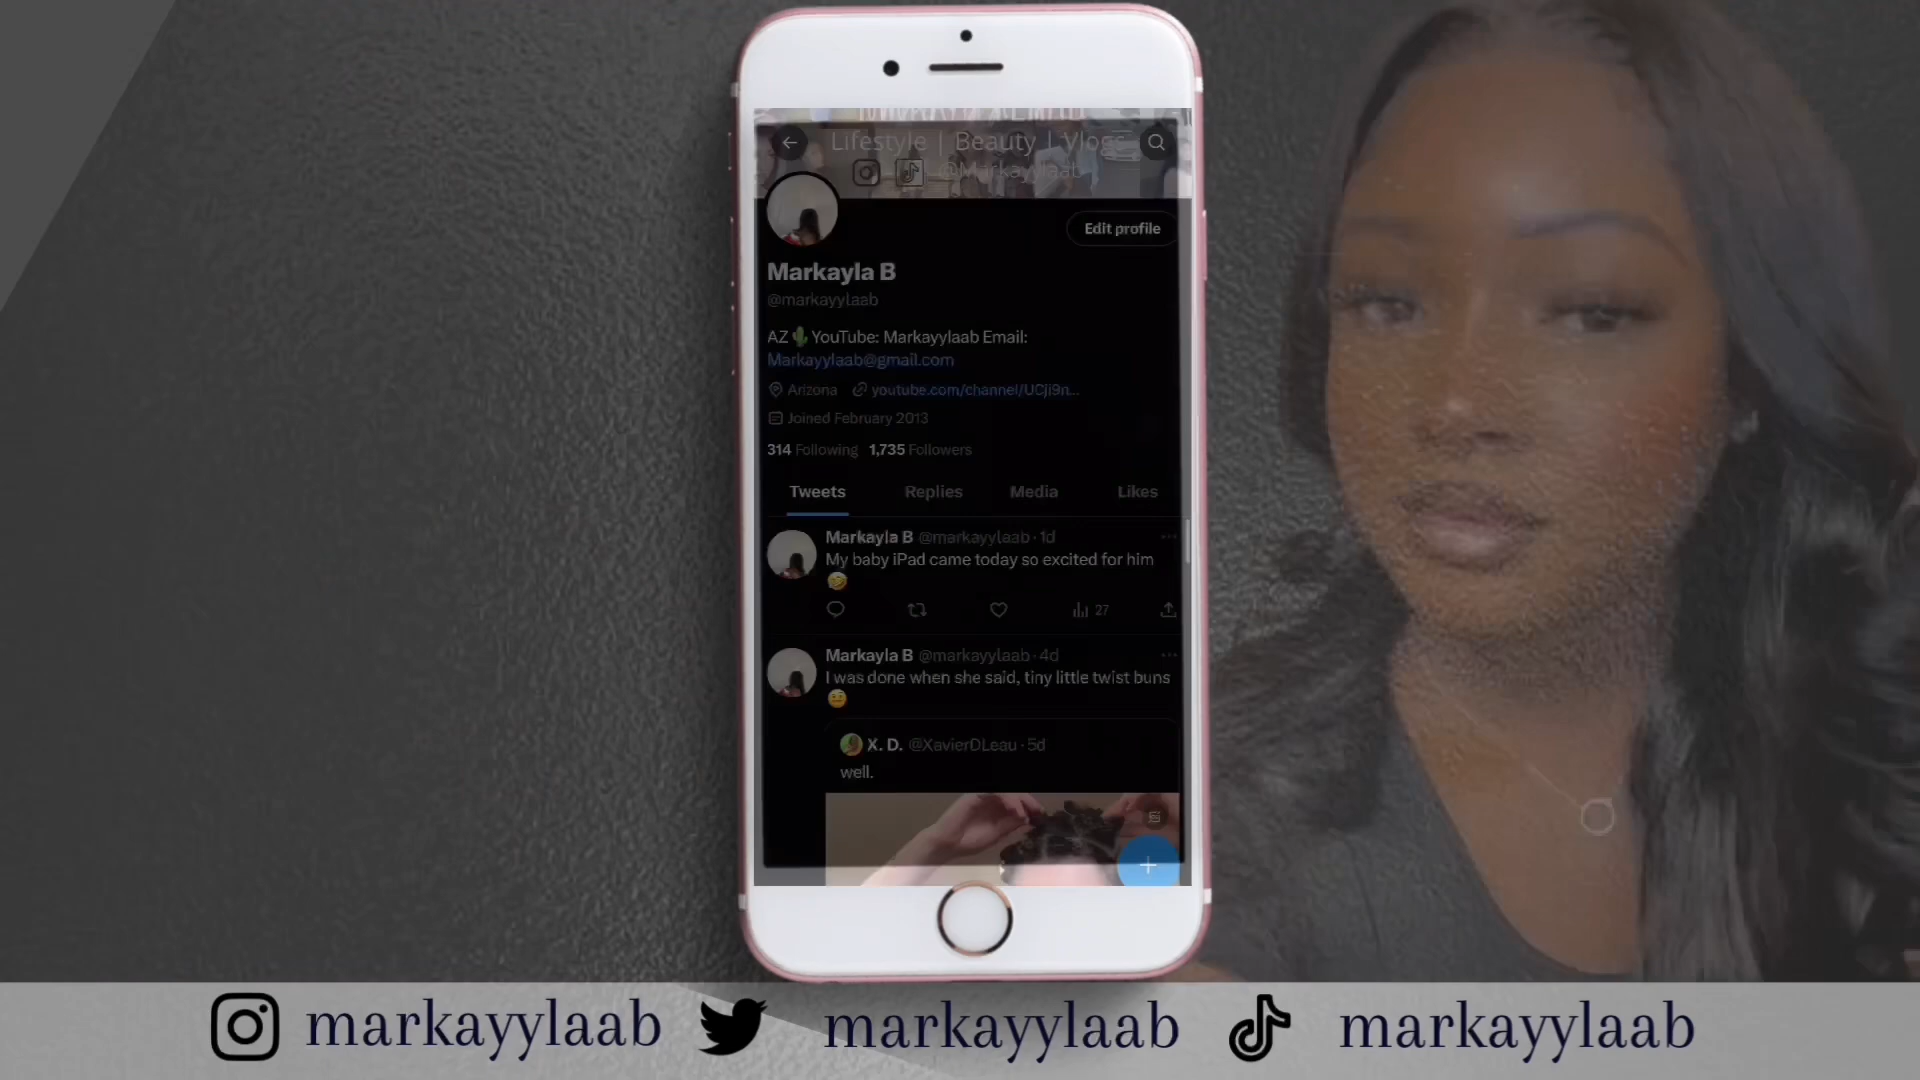 Lifestyle | Beauty | Vlogs
@Markayylaab
Edit profile
Markayla B
@markayylaab
AZ🌵YouTube: Markayylaab Email:
Markayylaab@gmail.com
Arizona youtube.com/channel/UCji9n...
Joined February 2013
314 Following 1,735 Followers
Tweets Replies Media Likes
Markayla B @markayylaab · 1d
My baby iPad came today so excited for him
🤣
27
Markayla B @markayylaab · 4d
I was done when she said, tiny little twist buns
😐
X. D. @XavierDLeau · 5d
well.
markayylaab markayylaab markayylaab